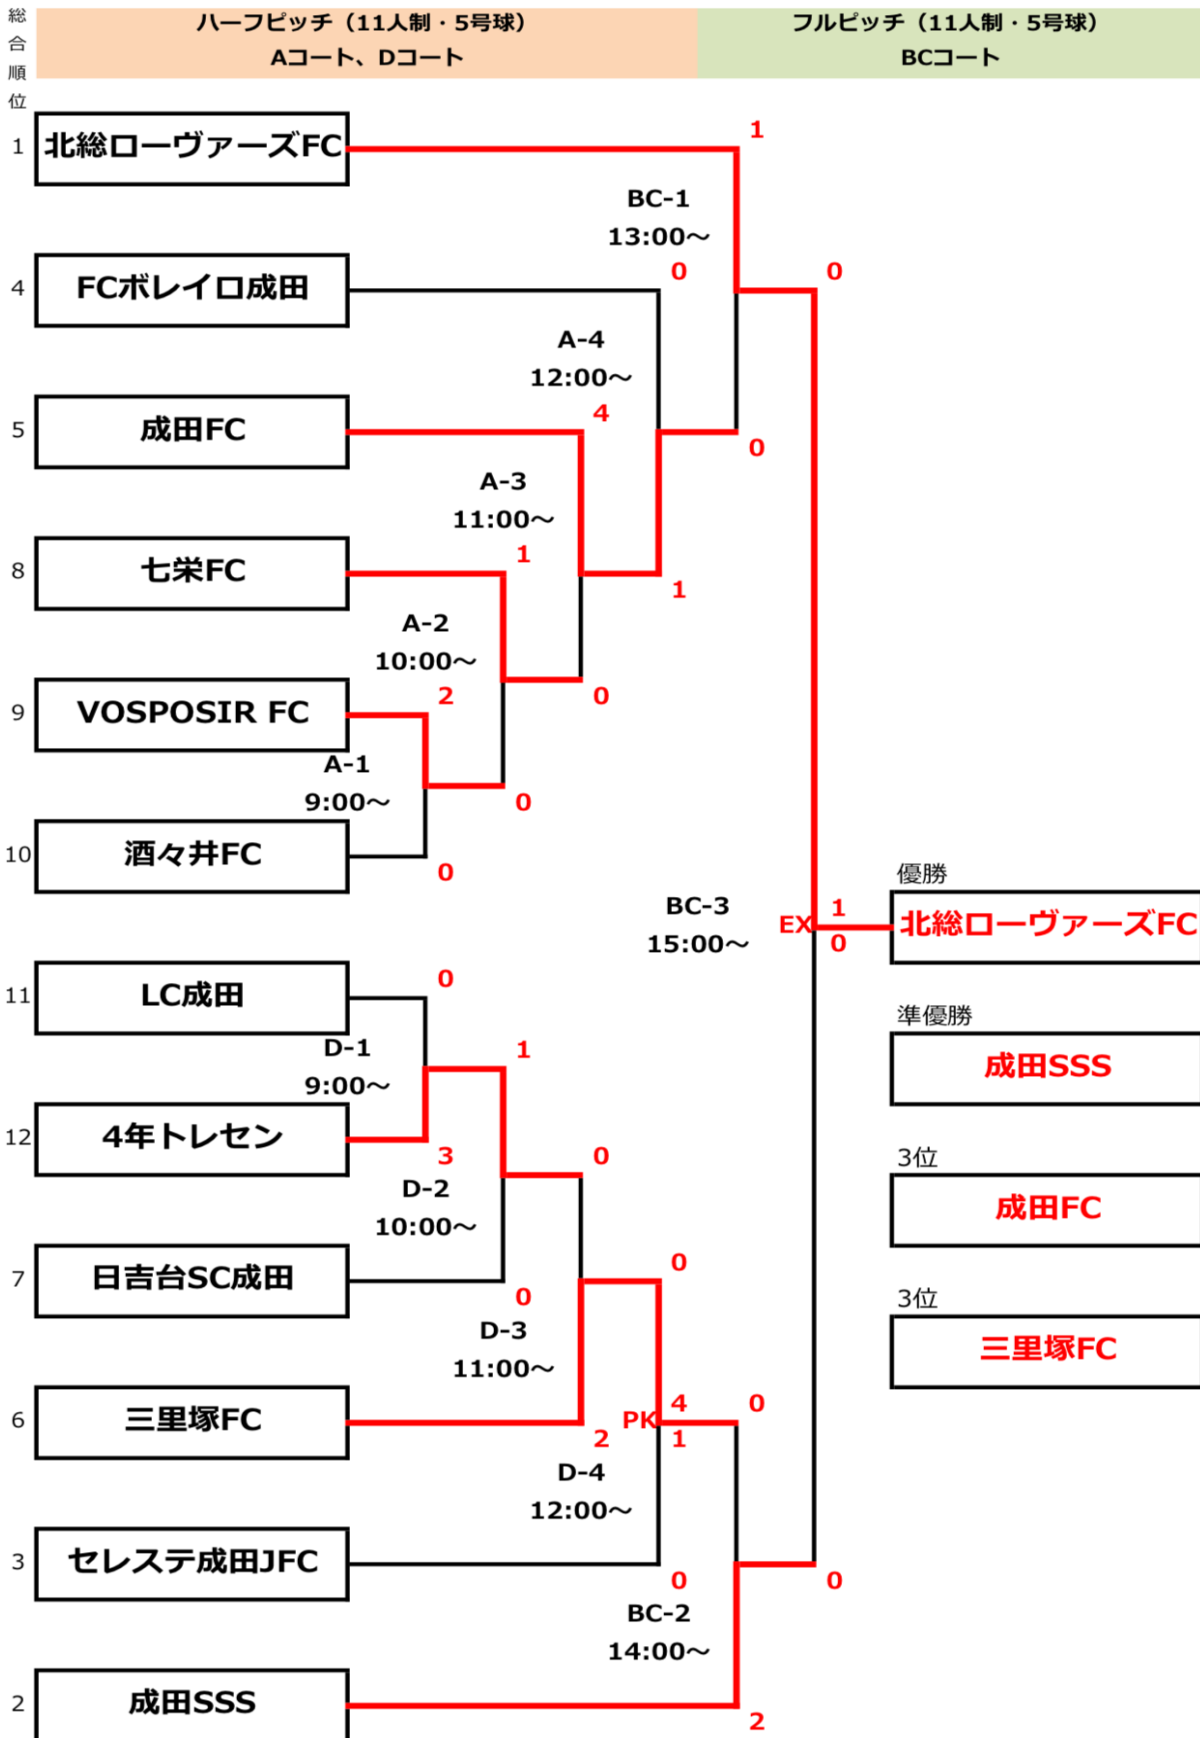 総合順位
ハーフピッチ（11人制・5号球）
Aコート、Dコート
フルピッチ（11人制・5号球）
BCコート
1
北総ローヴァーズFC
1
BC-1
13:00～
4
FCボレイロ成田
0
0
A-4
12:00～
5
成田FC
4
0
A-3
11:00～
8
七栄FC
1
1
A-2
10:00～
9
VOSPOSIR FC
2
0
A-1
9:00～
0
10
酒々井FC
0
優勝
BC-3
15:00～
EX
1
0
北総ローヴァーズFC
11
LC成田
0
準優勝
成田SSS
D-1
9:00～
1
12
4年トレセン
3
0
3位
成田FC
D-2
10:00～
7
日吉台SC成田
0
0
3位
三里塚FC
D-3
11:00～
6
三里塚FC
2
PK
4
1
0
D-4
12:00～
3
セレステ成田JFC
0
0
BC-2
14:00～
2
成田SSS
2